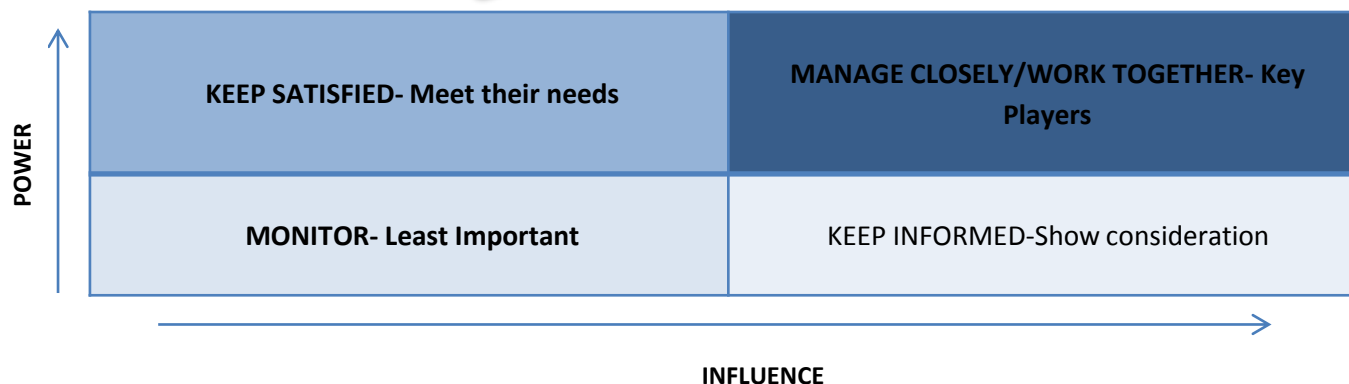 KEEP SATISFIED- Meet their needs
MANAGE CLOSELY/WORK TOGETHER- Key
Players
POWER
MONITOR- Least Important
KEEP INFORMED-Show consideration
INFLUENCE